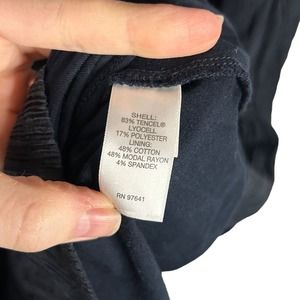 SHELL:
83% TENCEL®
LYOCELL
17% POLYESTER
LINING:
48% COTTON
48% MODAL RAYON
4% SPANDEX
RN 97641